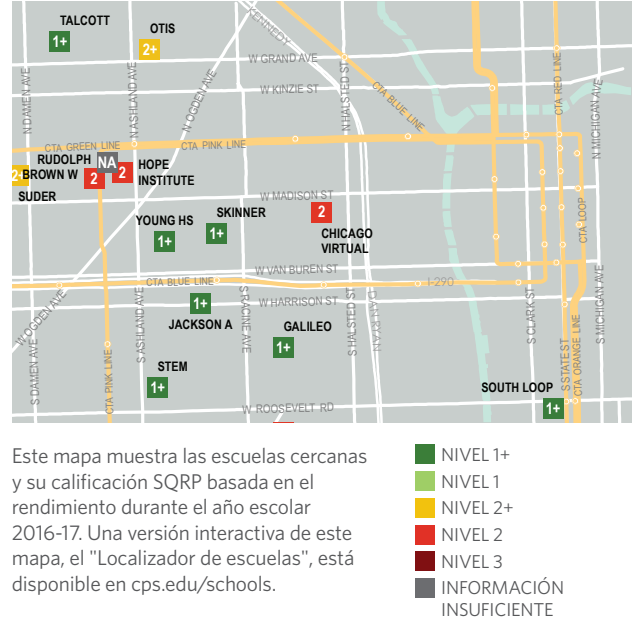 TALCOTT
1+
OTIS
2+
KENNEDY
W GRAND AVE
W KINZIE ST
N DAMEN AVE
N ASHLAND AVE
N OGDEN AVE
N HALSTED ST
CTA BLUE LINE
CTA RED LINE
N MICHIGAN AVE
CTA GREEN LINE
CTA PINK LINE
RUDOLPH
NA
BROWN W
2
2
HOPE
INSTITUTE
SUDER
W MADISON ST
YOUNG HS
1+
SKINNER
1+
2
CHICAGO
VIRTUAL
CTA LOOP
W VAN BUREN ST
CTA BLUE LINE
I-290
1+
JACKSON A
W HARRISON ST
W OGDEN AVE
S DAMEN AVE
CTA PINK LINE
S ASHLAND AVE
S RACINE AVE
GALILEO
1+
S HALSTED ST
DAN RYAN
S CLARK ST
S STATE ST
CTA ORANGE LINE
S MICHIGAN AVE
STEM
1+
SOUTH LOOP
1+
W ROOSEVELT RD
Este mapa muestra las escuelas cercanas
y su calificación SQRP basada en el
rendimiento durante el año escolar
2016-17. Una versión interactiva de este
mapa, el "Localizador de escuelas", está
disponible en cps.edu/schools.
NIVEL 1+
NIVEL 1
NIVEL 2+
NIVEL 2
NIVEL 3
INFORMACIÓN
INSUFICIENTE